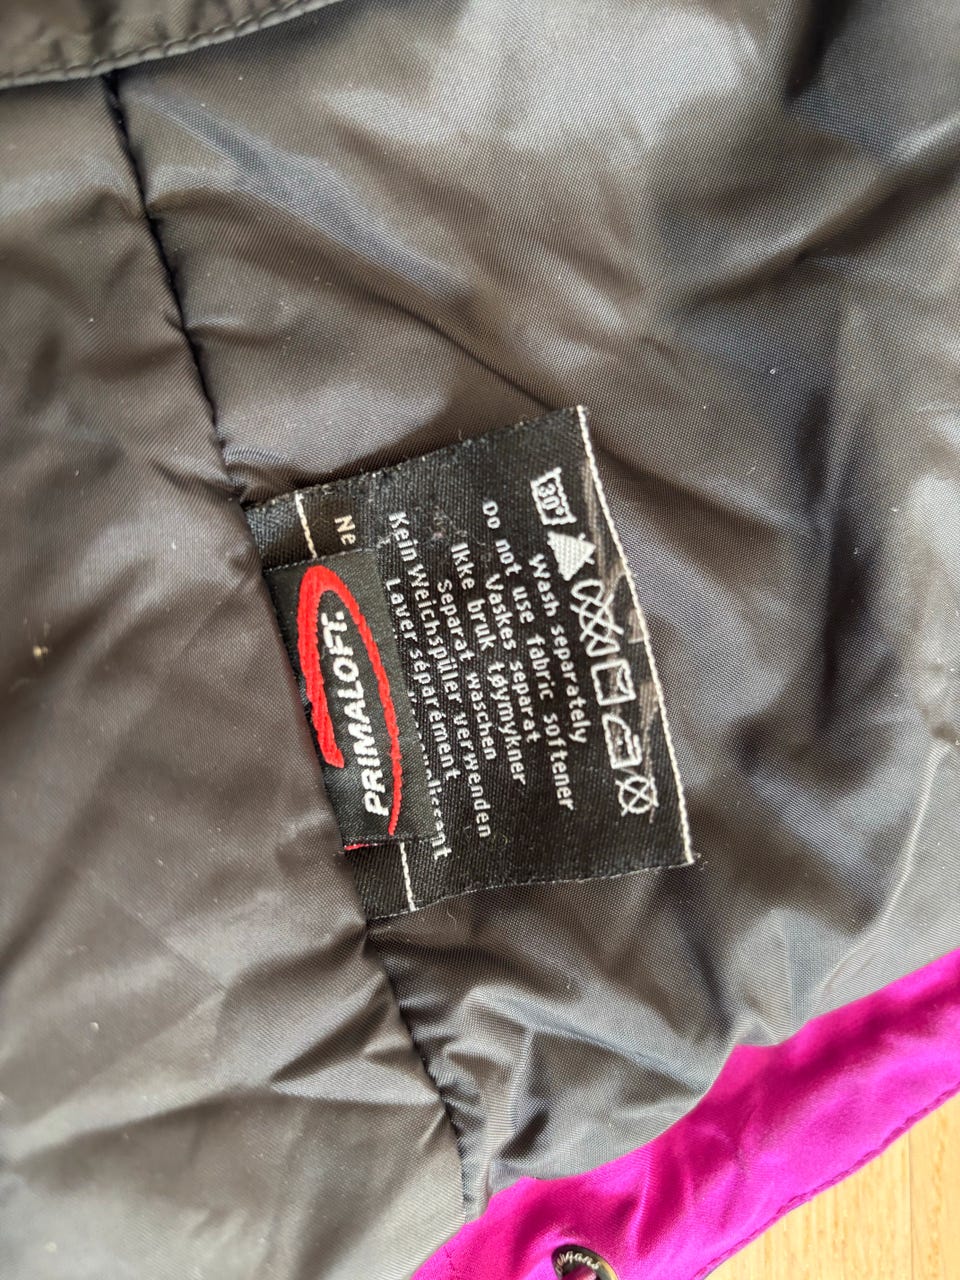 30°
Wash separately
Do not use fabric softener
Vaskes separat
Ikke bruk tøymykner
Separat waschen
Kein Weichspüler verwenden
Laver séparément
Ne
PRIMALOFT.